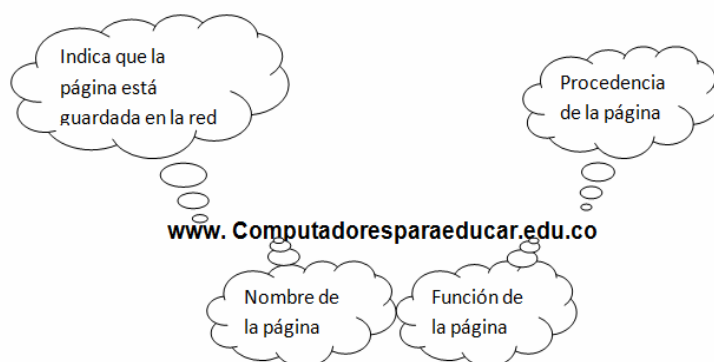 Indica que la
página está
guardada en la red
Procedencia
de la página
www. Computadoresparaeducar.edu.co
Nombre de
la página
Función de
la página